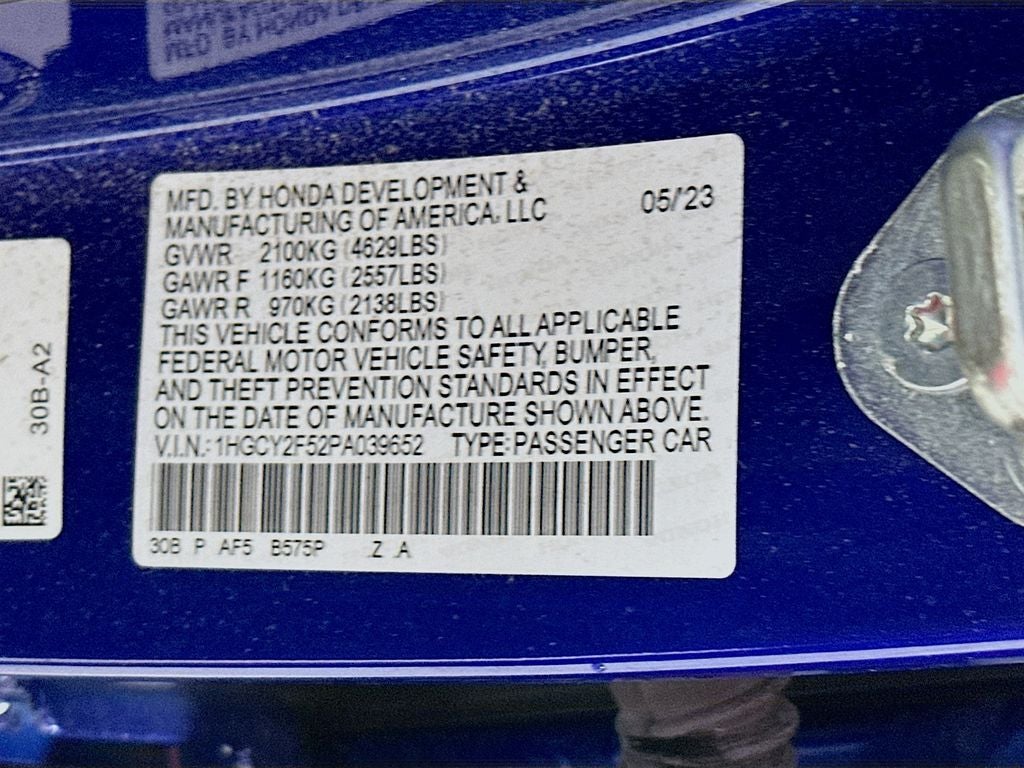 MFD. BY HONDA DEVELOPMENT &
MANUFACTURING OF AMERICA, LLC 05/'23
GVWR 2100KG (4629LBS)
GAWR F 1160KG (2557LBS)
GAWR R 970KG (2138LBS)
THIS VEHICLE CONFORMS TO ALL APPLICABLE
FEDERAL MOTOR VEHICLE SAFETY, BUMPER,
AND THEFT PREVENTION STANDARDS IN EFFECT
ON THE DATE OF MANUFACTURE SHOWN ABOVE.
V.I.N.:1HGCY2F52PA039652 TYPE:PASSENGER CAR
30B P AF5 B575P Z A
30B-A2